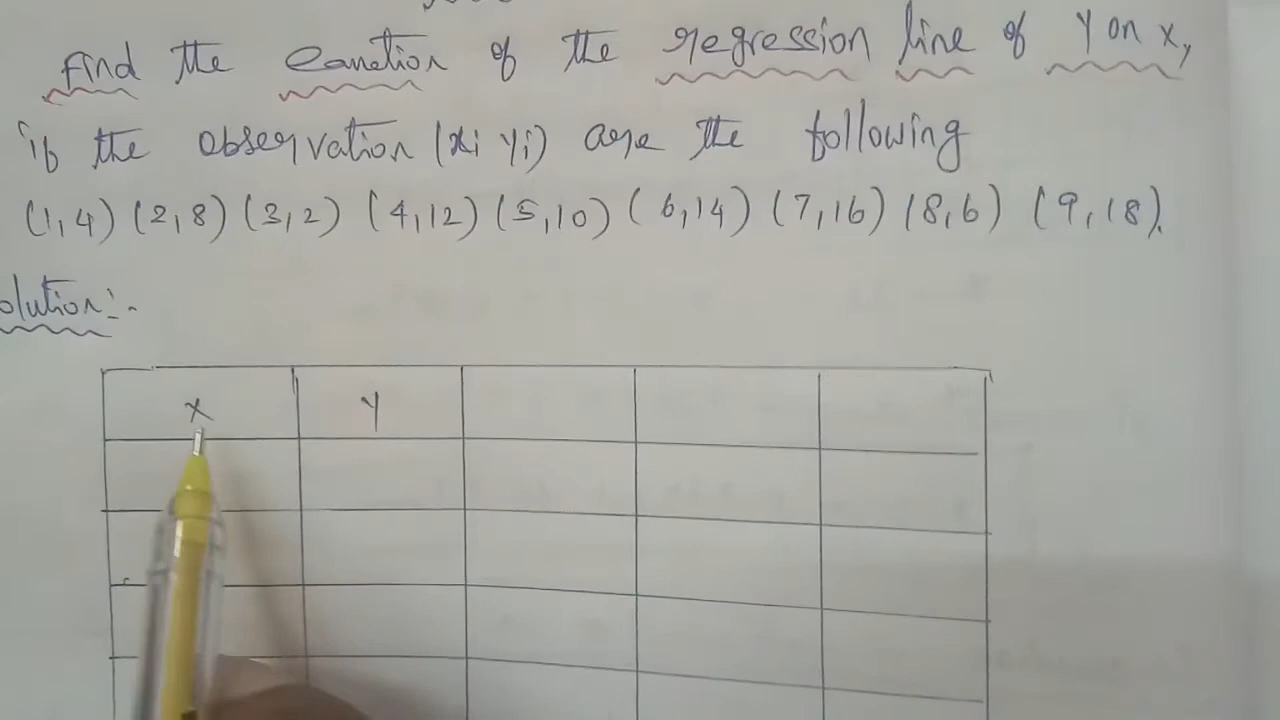 Find the eanation of the regression line of Y on x,
if the observation (xi yi) are the following
(1,4) (2,8) (3,2) (4,12) (5,10) (6,14) (7,16) (8,6) (9,18).
olution:-
x Y